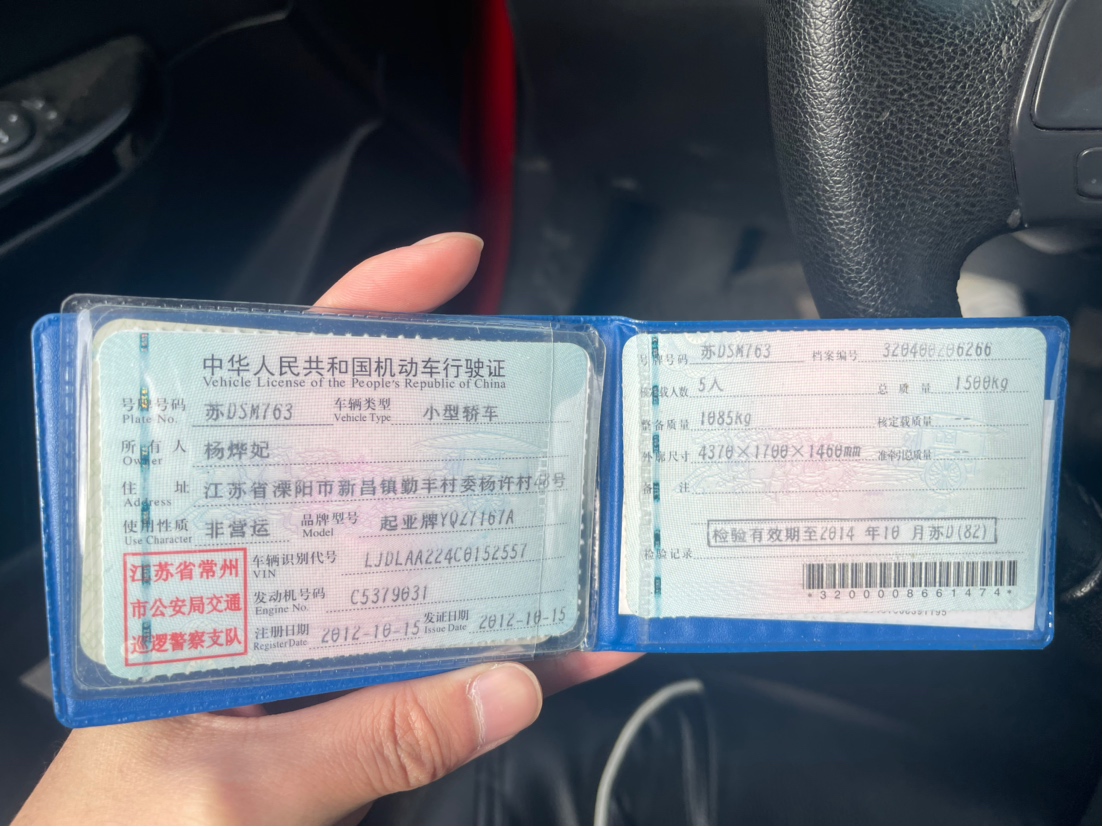 中华人民共和国机动车行驶证
Vehicle License of the People's Republic of China
号牌号码 苏DSM763 车辆类型 小型轿车
Plate No. Vehicle Type
所有人 杨烨妃
Owner
住址 江苏省溧阳市新昌镇勤丰村委杨许村 号
Address
使用性质 非营运 品牌型号 起亚牌YQZ7167A
Use Character Model
江苏省常州
市公安局交通
巡逻警察支队
车辆识别代号 LJDLAA224C0152557
VIN
发动机号码 C5379031
Engine No.
注册日期 2012-10-15 发证日期 2012-10-15
Register Date Issue Date
号牌号码 苏DSM763 档案编号 320400206266
核定载人数 5人 总质量 1500kg
整备质量 1085kg 核定载质量 --
外廓尺寸 4370×1700×1460mm 准牵引总质量 --
备注
检验有效期至2014 年10 月苏D(82)
检验记录
*3200008661474*